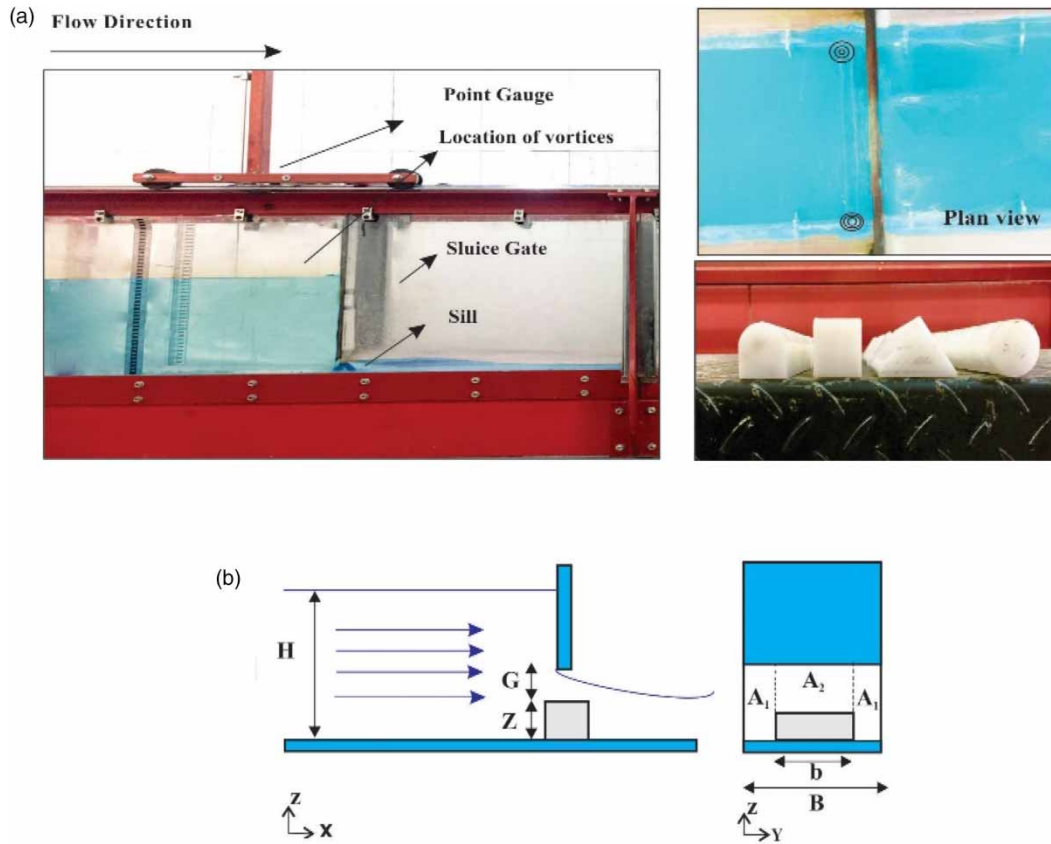 (a)
Flow Direction
Point Gauge
Location of vortices
Sluice Gate
Sill
Plan view
(b)
H
G
Z
A1
A2
A1
b
B
z
x
z
Y